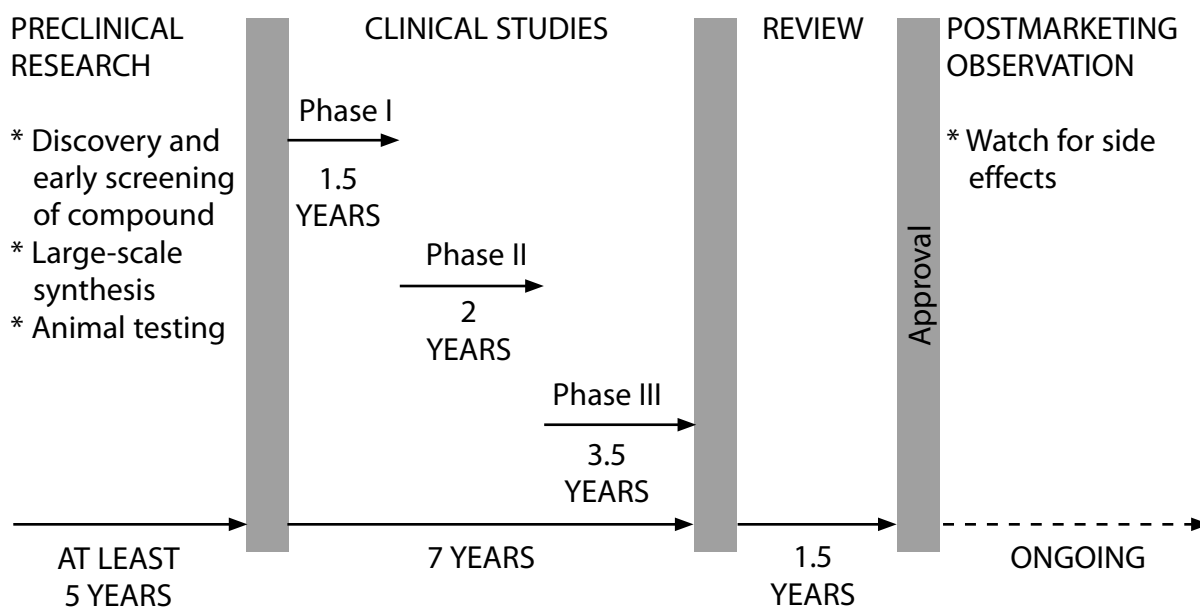 PRECLINICAL
RESEARCH
* Discovery and
early screening
of compound
* Large-scale
synthesis
* Animal testing
AT LEAST
5 YEARS
CLINICAL STUDIES
Phase I
1.5
YEARS
Phase II
2
YEARS
Phase III
3.5
YEARS
7 YEARS
REVIEW
1.5
YEARS
Approval
POSTMARKETING
OBSERVATION
* Watch for side
effects
ONGOING